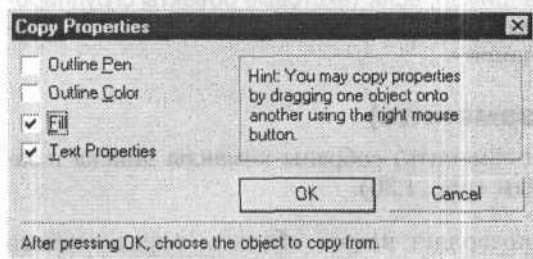 Copy Properties
Outline Pen
Outline Color
Fill
Text Properties
Hint: You may copy properties
by dragging one object onto
another using the right mouse
button.
OK
Cancel
After pressing OK, choose the object to copy from.